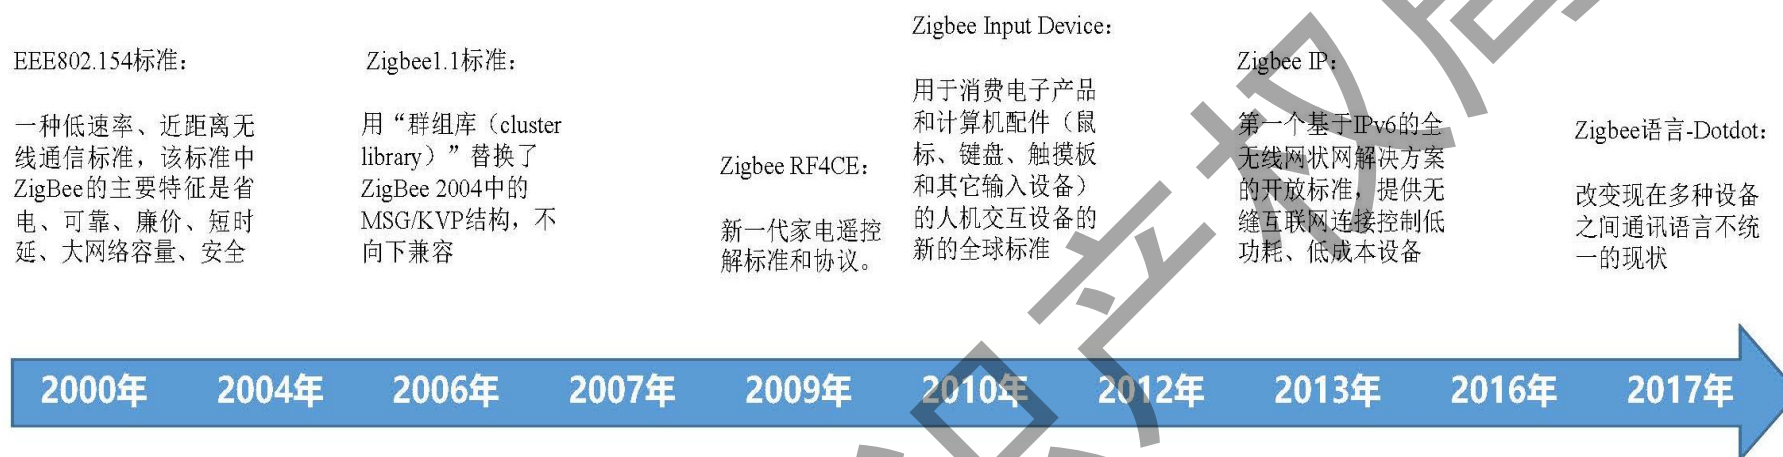 EEE802.154标准：
一种低速率、近距离无
线通信标准，该标准中
ZigBee的主要特征是省
电、可靠、廉价、短时
延、大网络容量、安全
Zigbee1.1标准：
用“群组库（cluster
library）”替换了
ZigBee 2004中的
MSG/KVP结构，不
向下兼容
Zigbee RF4CE：
新一代家电遥控
解标准和协议。
Zigbee Input Device：
用于消费电子产品
和计算机配件（鼠
标、键盘、触摸板
和其它输入设备）
的人机交互设备的
新的全球标准
Zigbee IP：
第一个基于IPv6的全
无线网状网解决方案
的开放标准，提供无
缝互联网连接控制低
功耗、低成本设备
Zigbee语言-Dotdot：
改变现在多种设备
之间通讯语言不统
一的现状
2000年 2004年 2006年 2007年 2009年 2010年 2012年 2013年 2016年 2017年
识产权局